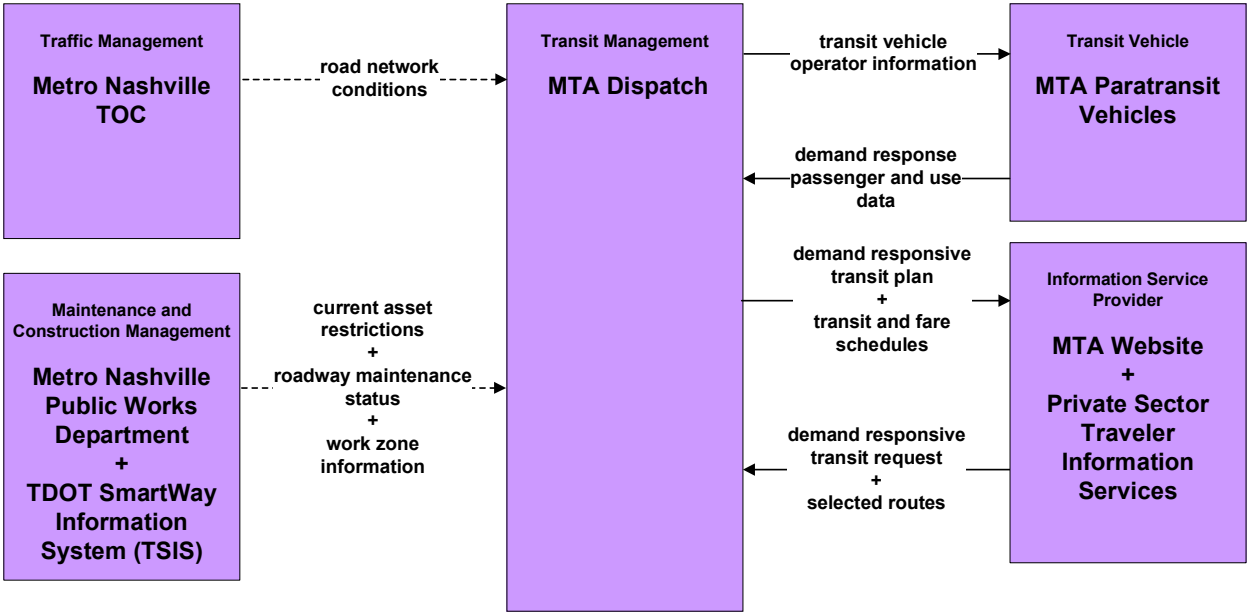 Traffic Management
Metro Nashville
TOC
road network
conditions
Transit Management
MTA Dispatch
transit vehicle
operator information
Transit Vehicle
MTA Paratransit
Vehicles
demand response
passenger and use
data
Maintenance and
Construction Management
Metro Nashville
Public Works
Department
+
TDOT SmartWay
Information
System (TSIS)
current asset
restrictions
+
roadway maintenance
status
+
work zone
information
demand responsive
transit plan
+
transit and fare
schedules
Information Service
Provider
MTA Website
+
Private Sector
Traveler
Information
Services
demand responsive
transit request
+
selected routes